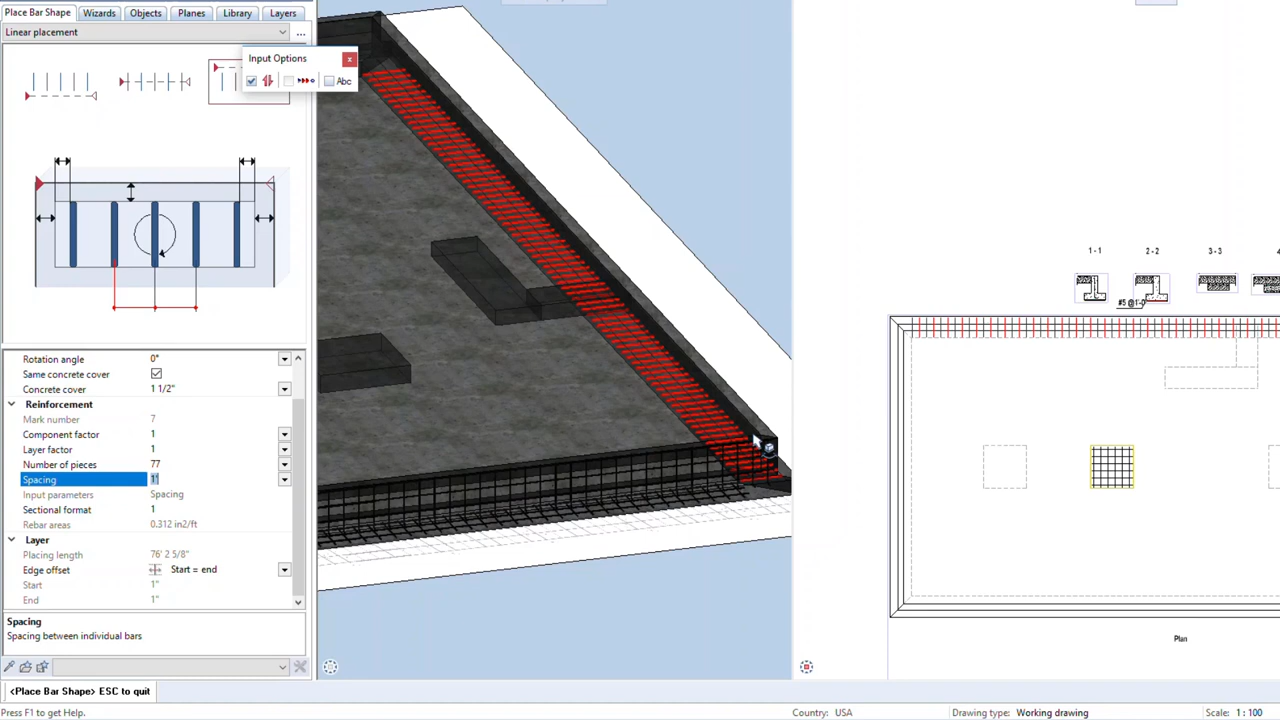 Place Bar Shape Wizards Objects Planes Library Layers
Linear placement ...
Input Options x
Abc
Rotation angle 0°
Same concrete cover
Concrete cover 1 1/2"
Reinforcement
Mark number 7
Component factor 1
Layer factor 1
Number of pieces 77
Spacing 1'
Input parameters Spacing
Sectional format 1
Rebar areas 0.312 in2/ft
Layer
Placing length 76' 2 5/8"
Edge offset Start = end
Start 1"
End 1"
Spacing
Spacing between individual bars
<Place Bar Shape> ESC to quit
Press F1 to get Help.
1 - 1 2 - 2 3 - 3 4
#5 @1-0
Plan
Country: USA Drawing type: Working drawing Scale: 1 : 100